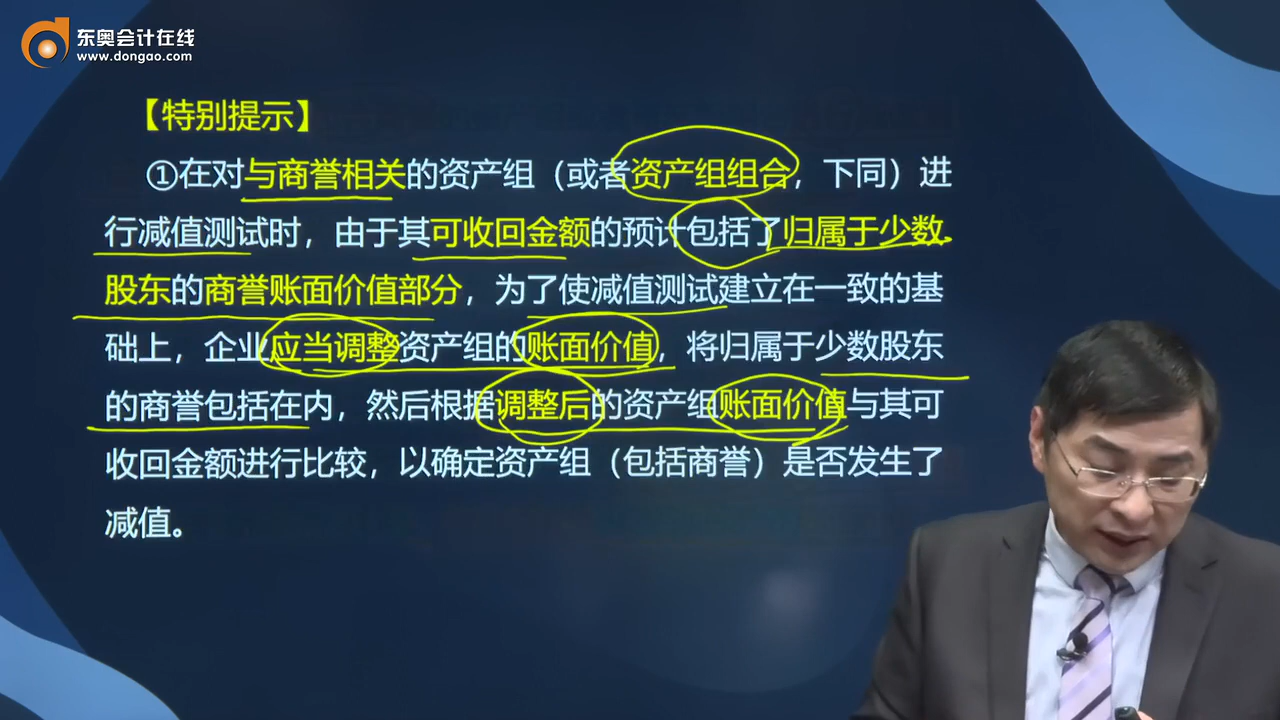 东奥会计在线
www.dongao.com
【特别提示】
①在对与商誉相关的资产组（或者资产组组合，下同）进
行减值测试时，由于其可收回金额的预计包括了归属于少数
股东的商誉账面价值部分，为了使减值测试建立在一致的基
础上，企业应当调整资产组的账面价值，将归属于少数股东
的商誉包括在内，然后根据调整后的资产组账面价值与其可
收回金额进行比较，以确定资产组（包括商誉）是否发生了
减值。